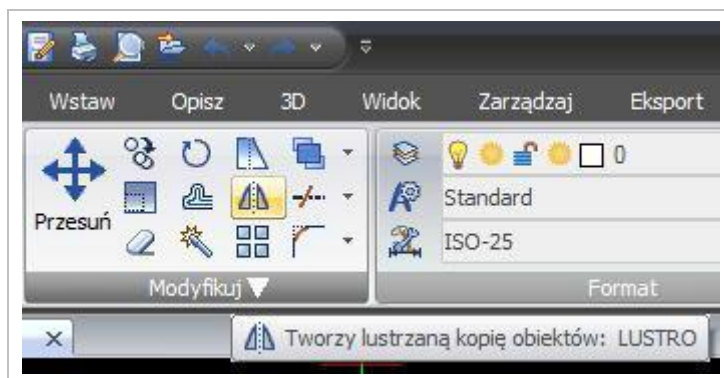 Wstaw Opisz 3D Widok Zarządzaj Eksport
0
Standard
Przesuń
ISO-25
Modyfikuj Format
Tworzy lustrzaną kopię obiektów: LUSTRO